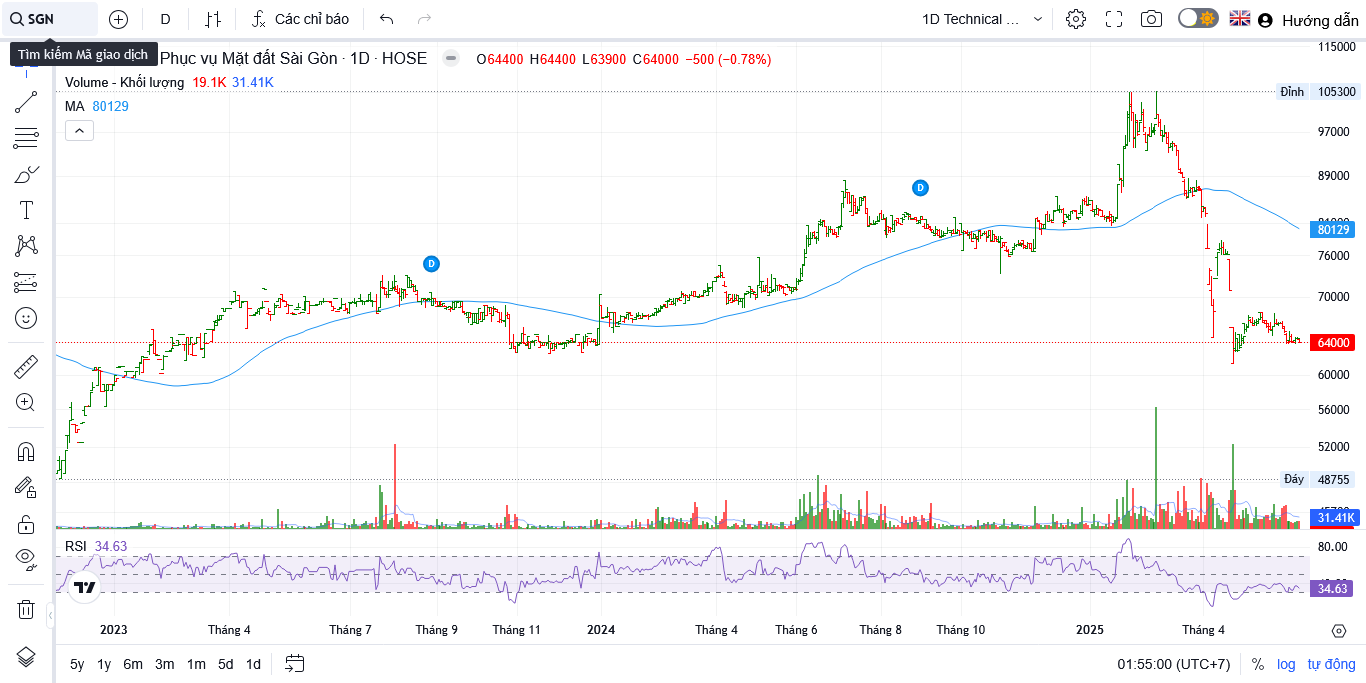 SGN D Các chỉ báo 1D Technical ... Hướng dẫn
Tìm kiếm Mã giao dịch Phục vụ Mặt đất Sài Gòn · 1D · HOSE O64400 H64400 L63900 C64000 −500 (−0.78%)
Volume - Khối lượng 19.1K 31.41K
MA 80129
115000
Đỉnh 105300
97000
89000
D
80129
76000
D
70000
64000
60000
56000
52000
Đáy 48755
31.41K
RSI 34.63
80.00
34.63
2023 Tháng 4 Tháng 7 Tháng 9 Tháng 11 2024 Tháng 4 Tháng 6 Tháng 8 Tháng 10 2025 Tháng 4
5y 1y 6m 3m 1m 5d 1d 01:55:00 (UTC+7) % log tự động